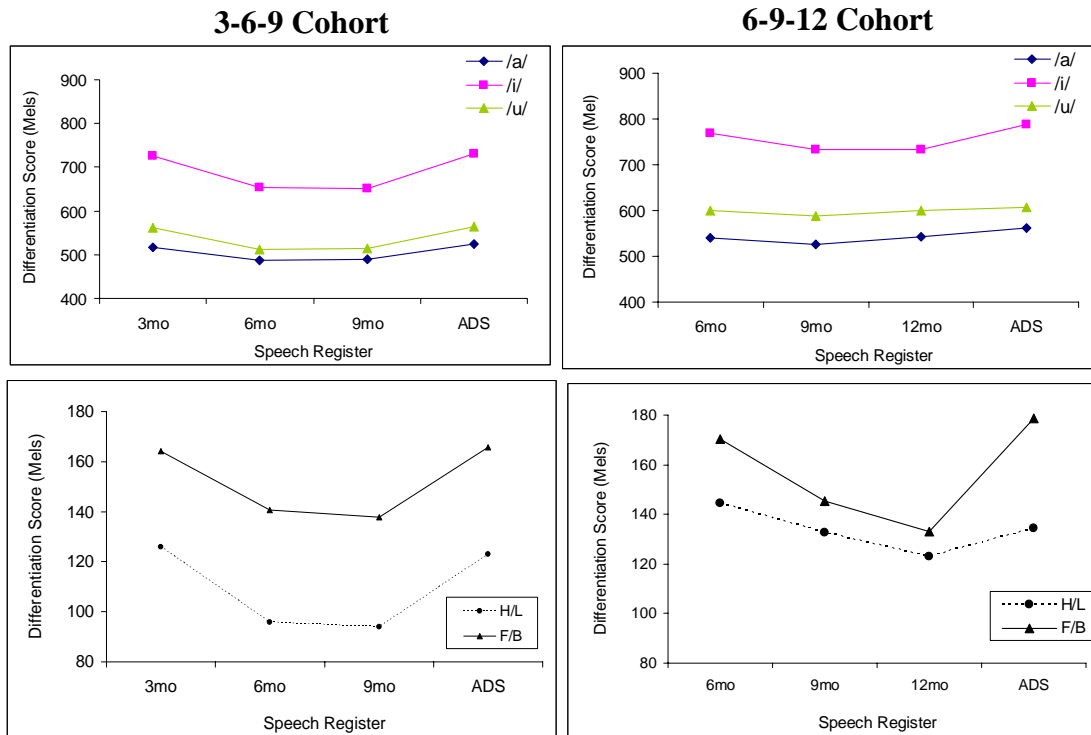 3-6-9 Cohort
6-9-12 Cohort
/a/
/i/
/u/
Differentiation Score (Mels)
900
800
700
600
500
400
3mo 6mo 9mo ADS
Speech Register
/a/
/i/
/u/
Differentiation Score (Mel)
900
800
700
600
500
400
6mo 9mo 12mo ADS
Speech Register
Differentiation Score (Mels)
180
160
140
120
100
80
H/L
F/B
3mo 6mo 9mo ADS
Speech Register
Differentiation Score (Mels)
180
160
140
120
100
80
H/L
F/B
6mo 9mo 12mo ADS
Speech Register